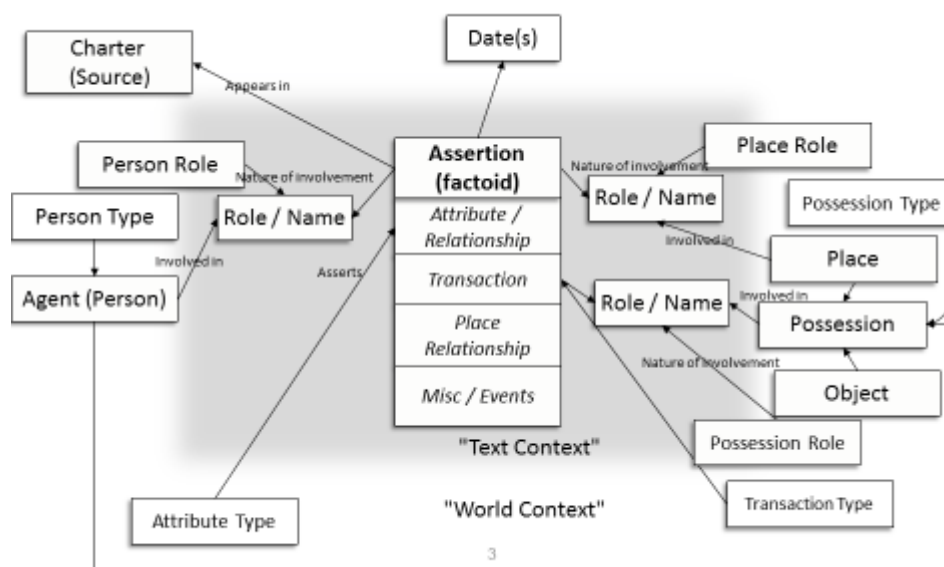 Charter
(Source)
Date(s)
Appears in
Person Role
Nature of involvement
Assertion
(factoid)
Nature of involvement
Place Role
Person Type
Role / Name
Role / Name
Possession Type
Attribute /
Relationship
Involved in
Involved in
Asserts
Place
Agent (Person)
Transaction
Role / Name
Involved in
Possession
Place
Relationship
Nature of involvement
Misc / Events
Object
"Text Context"
Possession Role
Attribute Type
"World Context"
Transaction Type
3